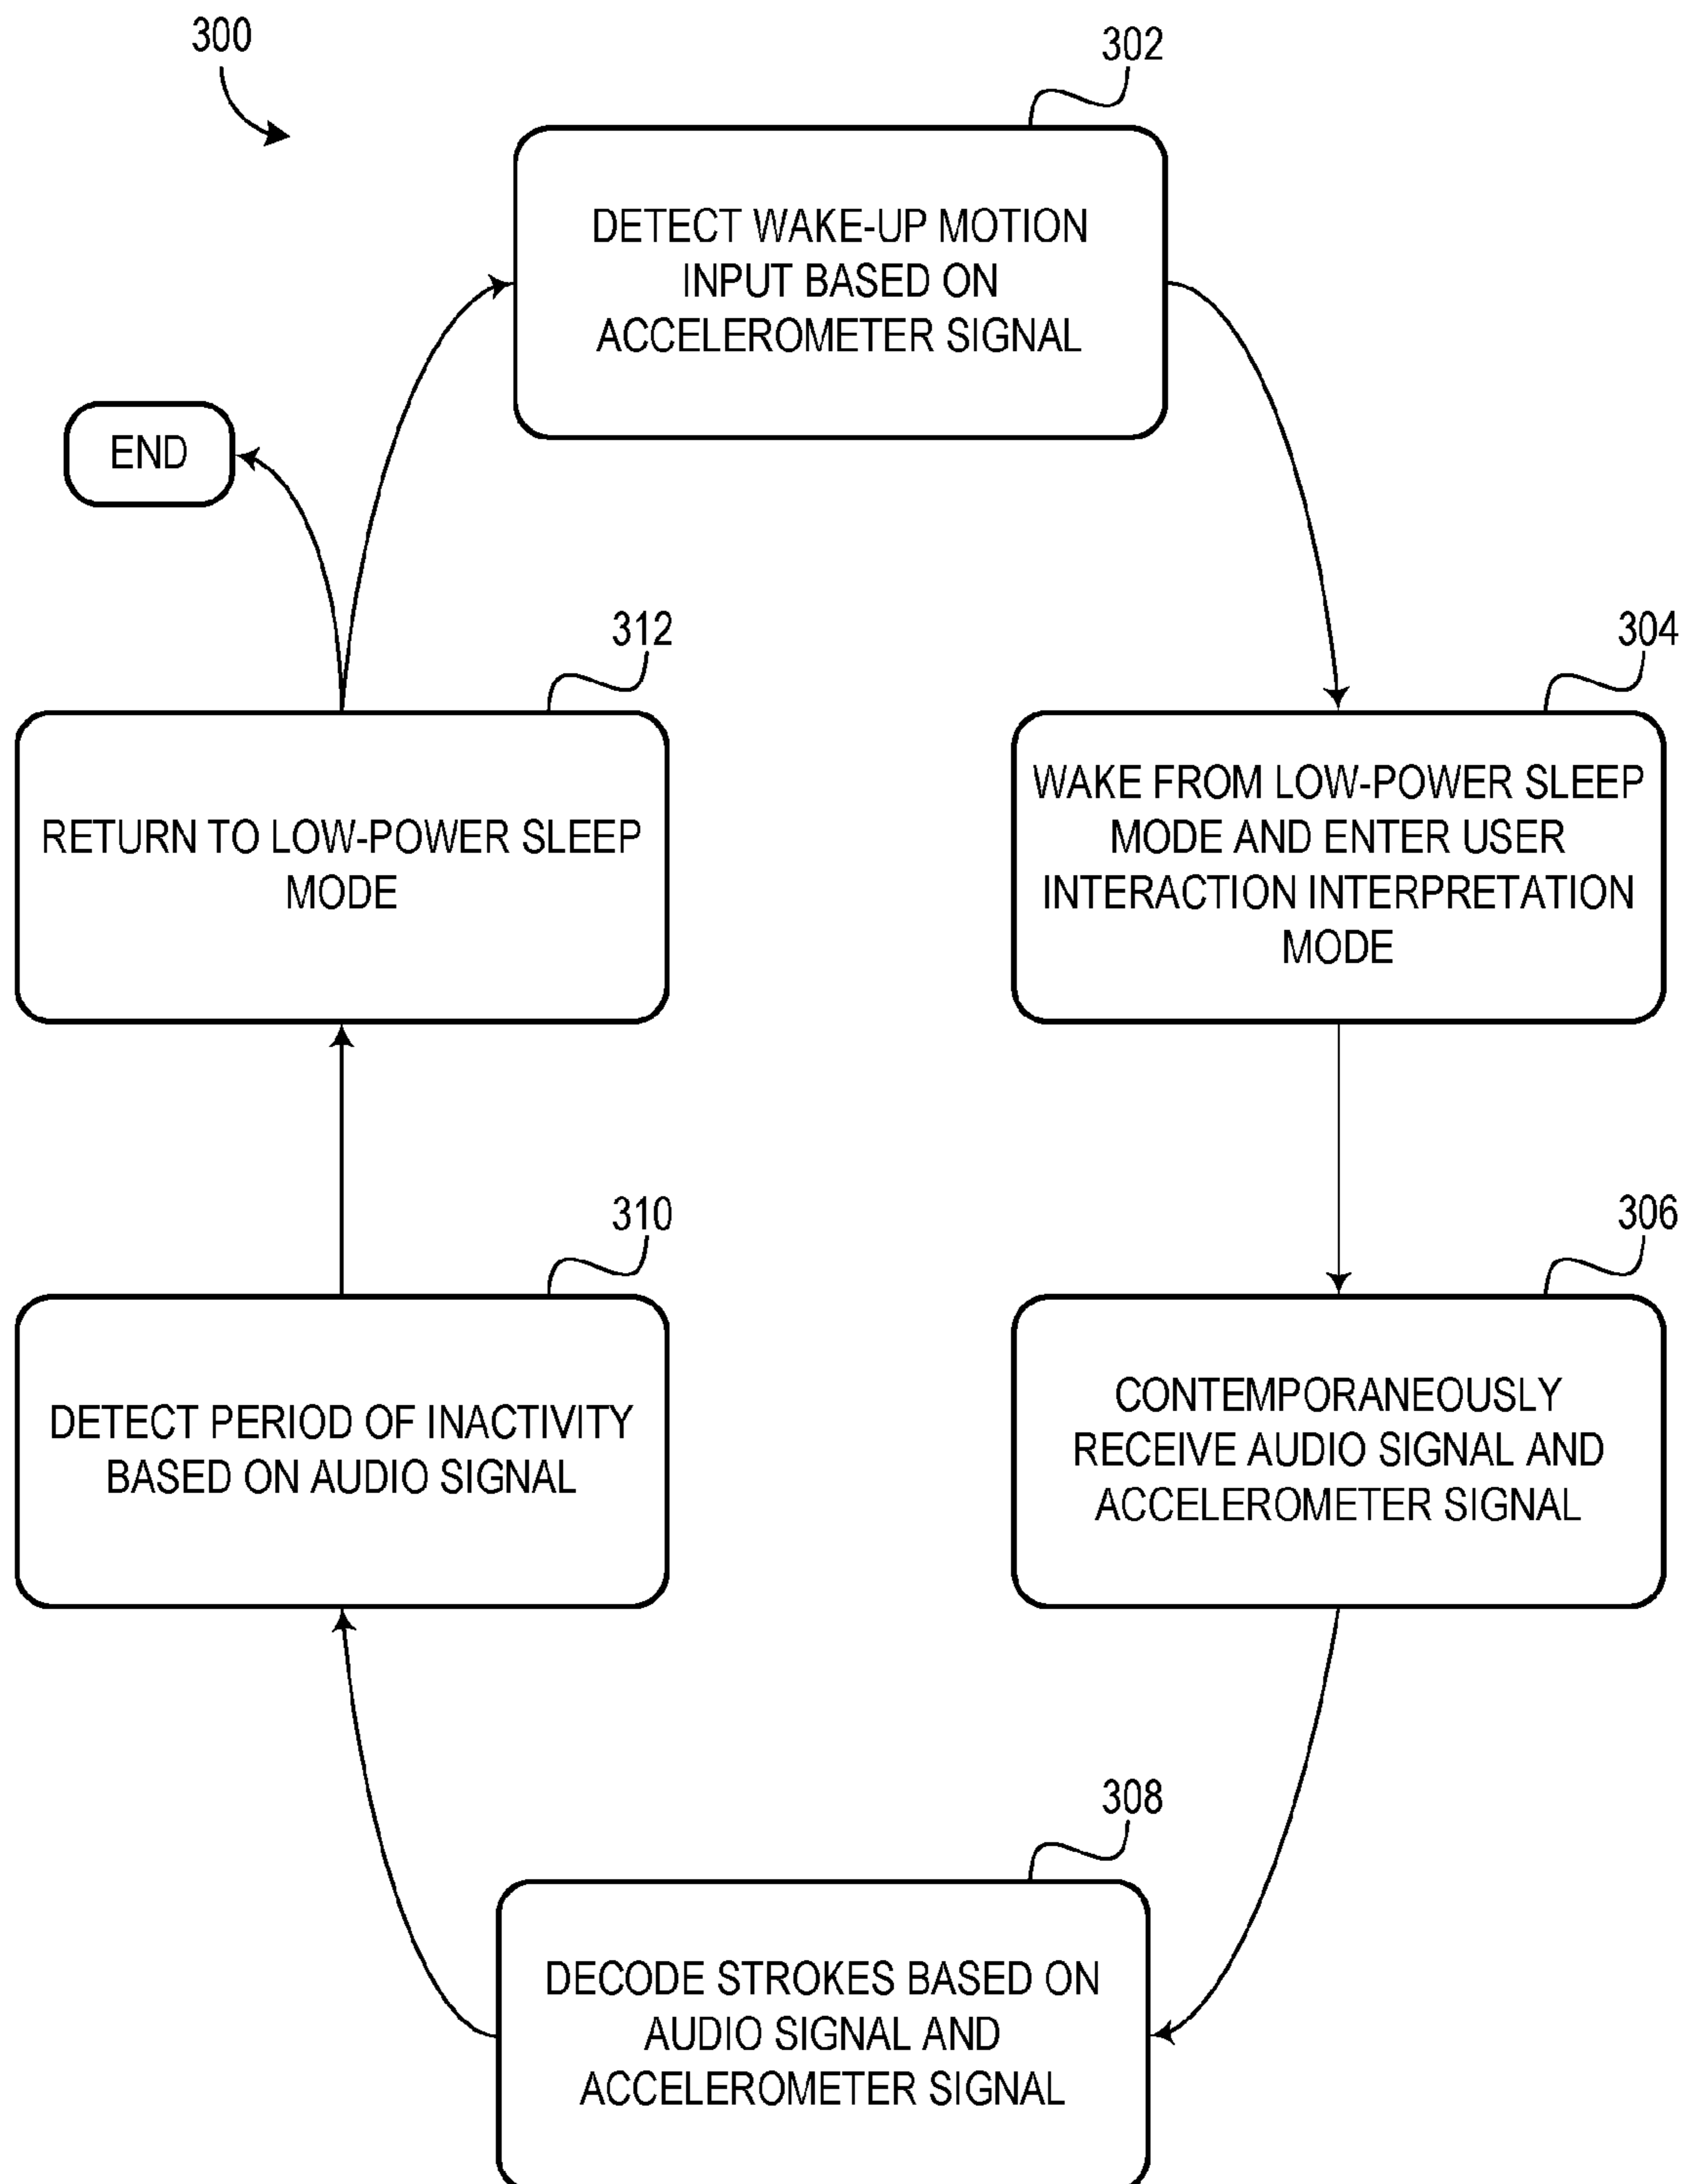 300
302
DETECT WAKE-UP MOTION
INPUT BASED ON
ACCELEROMETER SIGNAL
END
312
RETURN TO LOW-POWER SLEEP
MODE
304
WAKE FROM LOW-POWER SLEEP
MODE AND ENTER USER
INTERACTION INTERPRETATION
MODE
310
DETECT PERIOD OF INACTIVITY
BASED ON AUDIO SIGNAL
306
CONTEMPORANEOUSLY
RECEIVE AUDIO SIGNAL AND
ACCELEROMETER SIGNAL
308
DECODE STROKES BASED ON
AUDIO SIGNAL AND
ACCELEROMETER SIGNAL